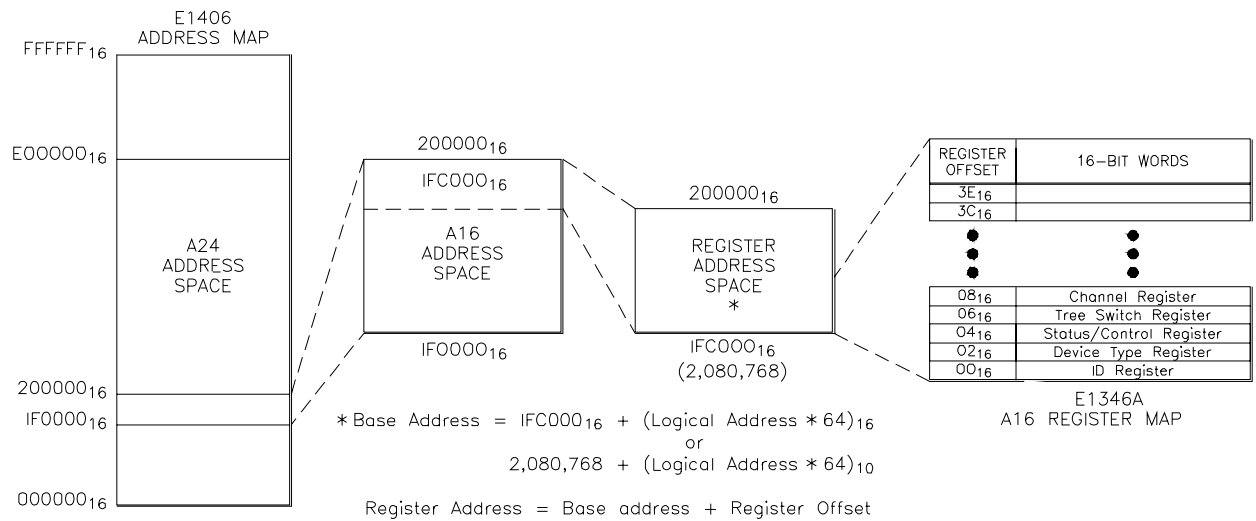 E1406
ADDRESS MAP
FFFFFF16
E0000016
A24
ADDRESS
SPACE
20000016
IF000016
00000016
20000016
IFC00016
A16
ADDRESS
SPACE
IF000016
20000016
REGISTER
ADDRESS
SPACE
*
IFC00016
(2,080,768)
REGISTER OFFSET 16-BIT WORDS
3E16
3C16
0816 Channel Register
0616 Tree Switch Register
0416 Status/Control Register
0216 Device Type Register
0016 ID Register
E1346A
A16 REGISTER MAP
*Base Address = IFC00016 + (Logical Address * 64)16
or
2,080,768 + (Logical Address * 64)10
Register Address = Base address + Register Offset